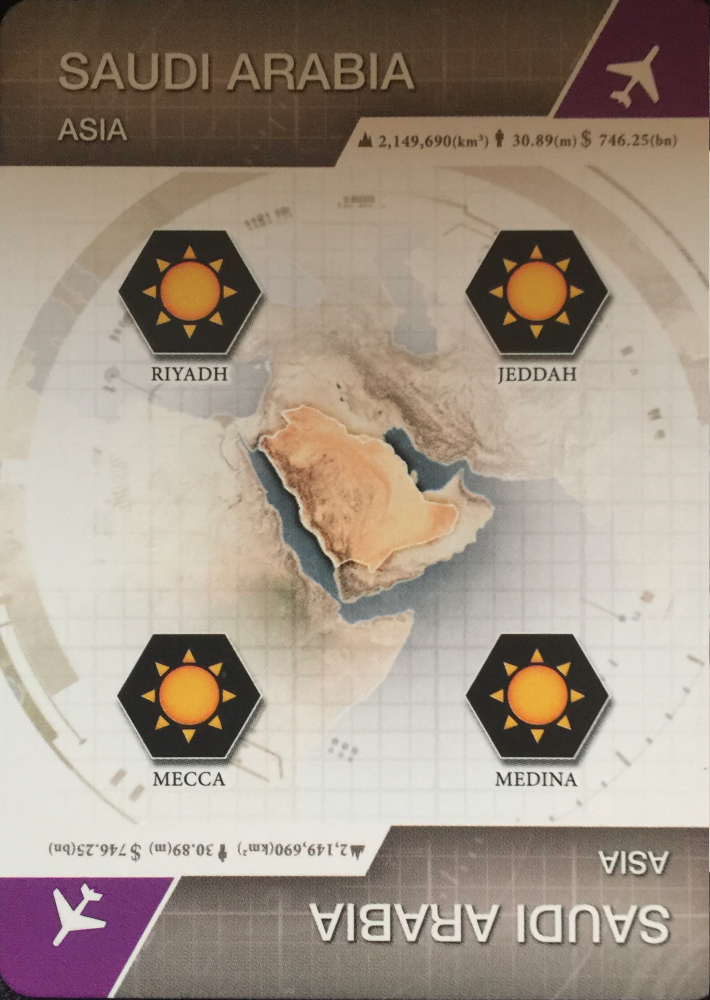 SAUDI ARABIA
ASIA
2,149,690(km²) 30.89(m) $ 746.25(bn)
RIYADH
JEDDAH
MECCA
MEDINA
2,149,690(km²) 30.89(m) $746.25(bn)
ASIA
SAUDI ARABIA